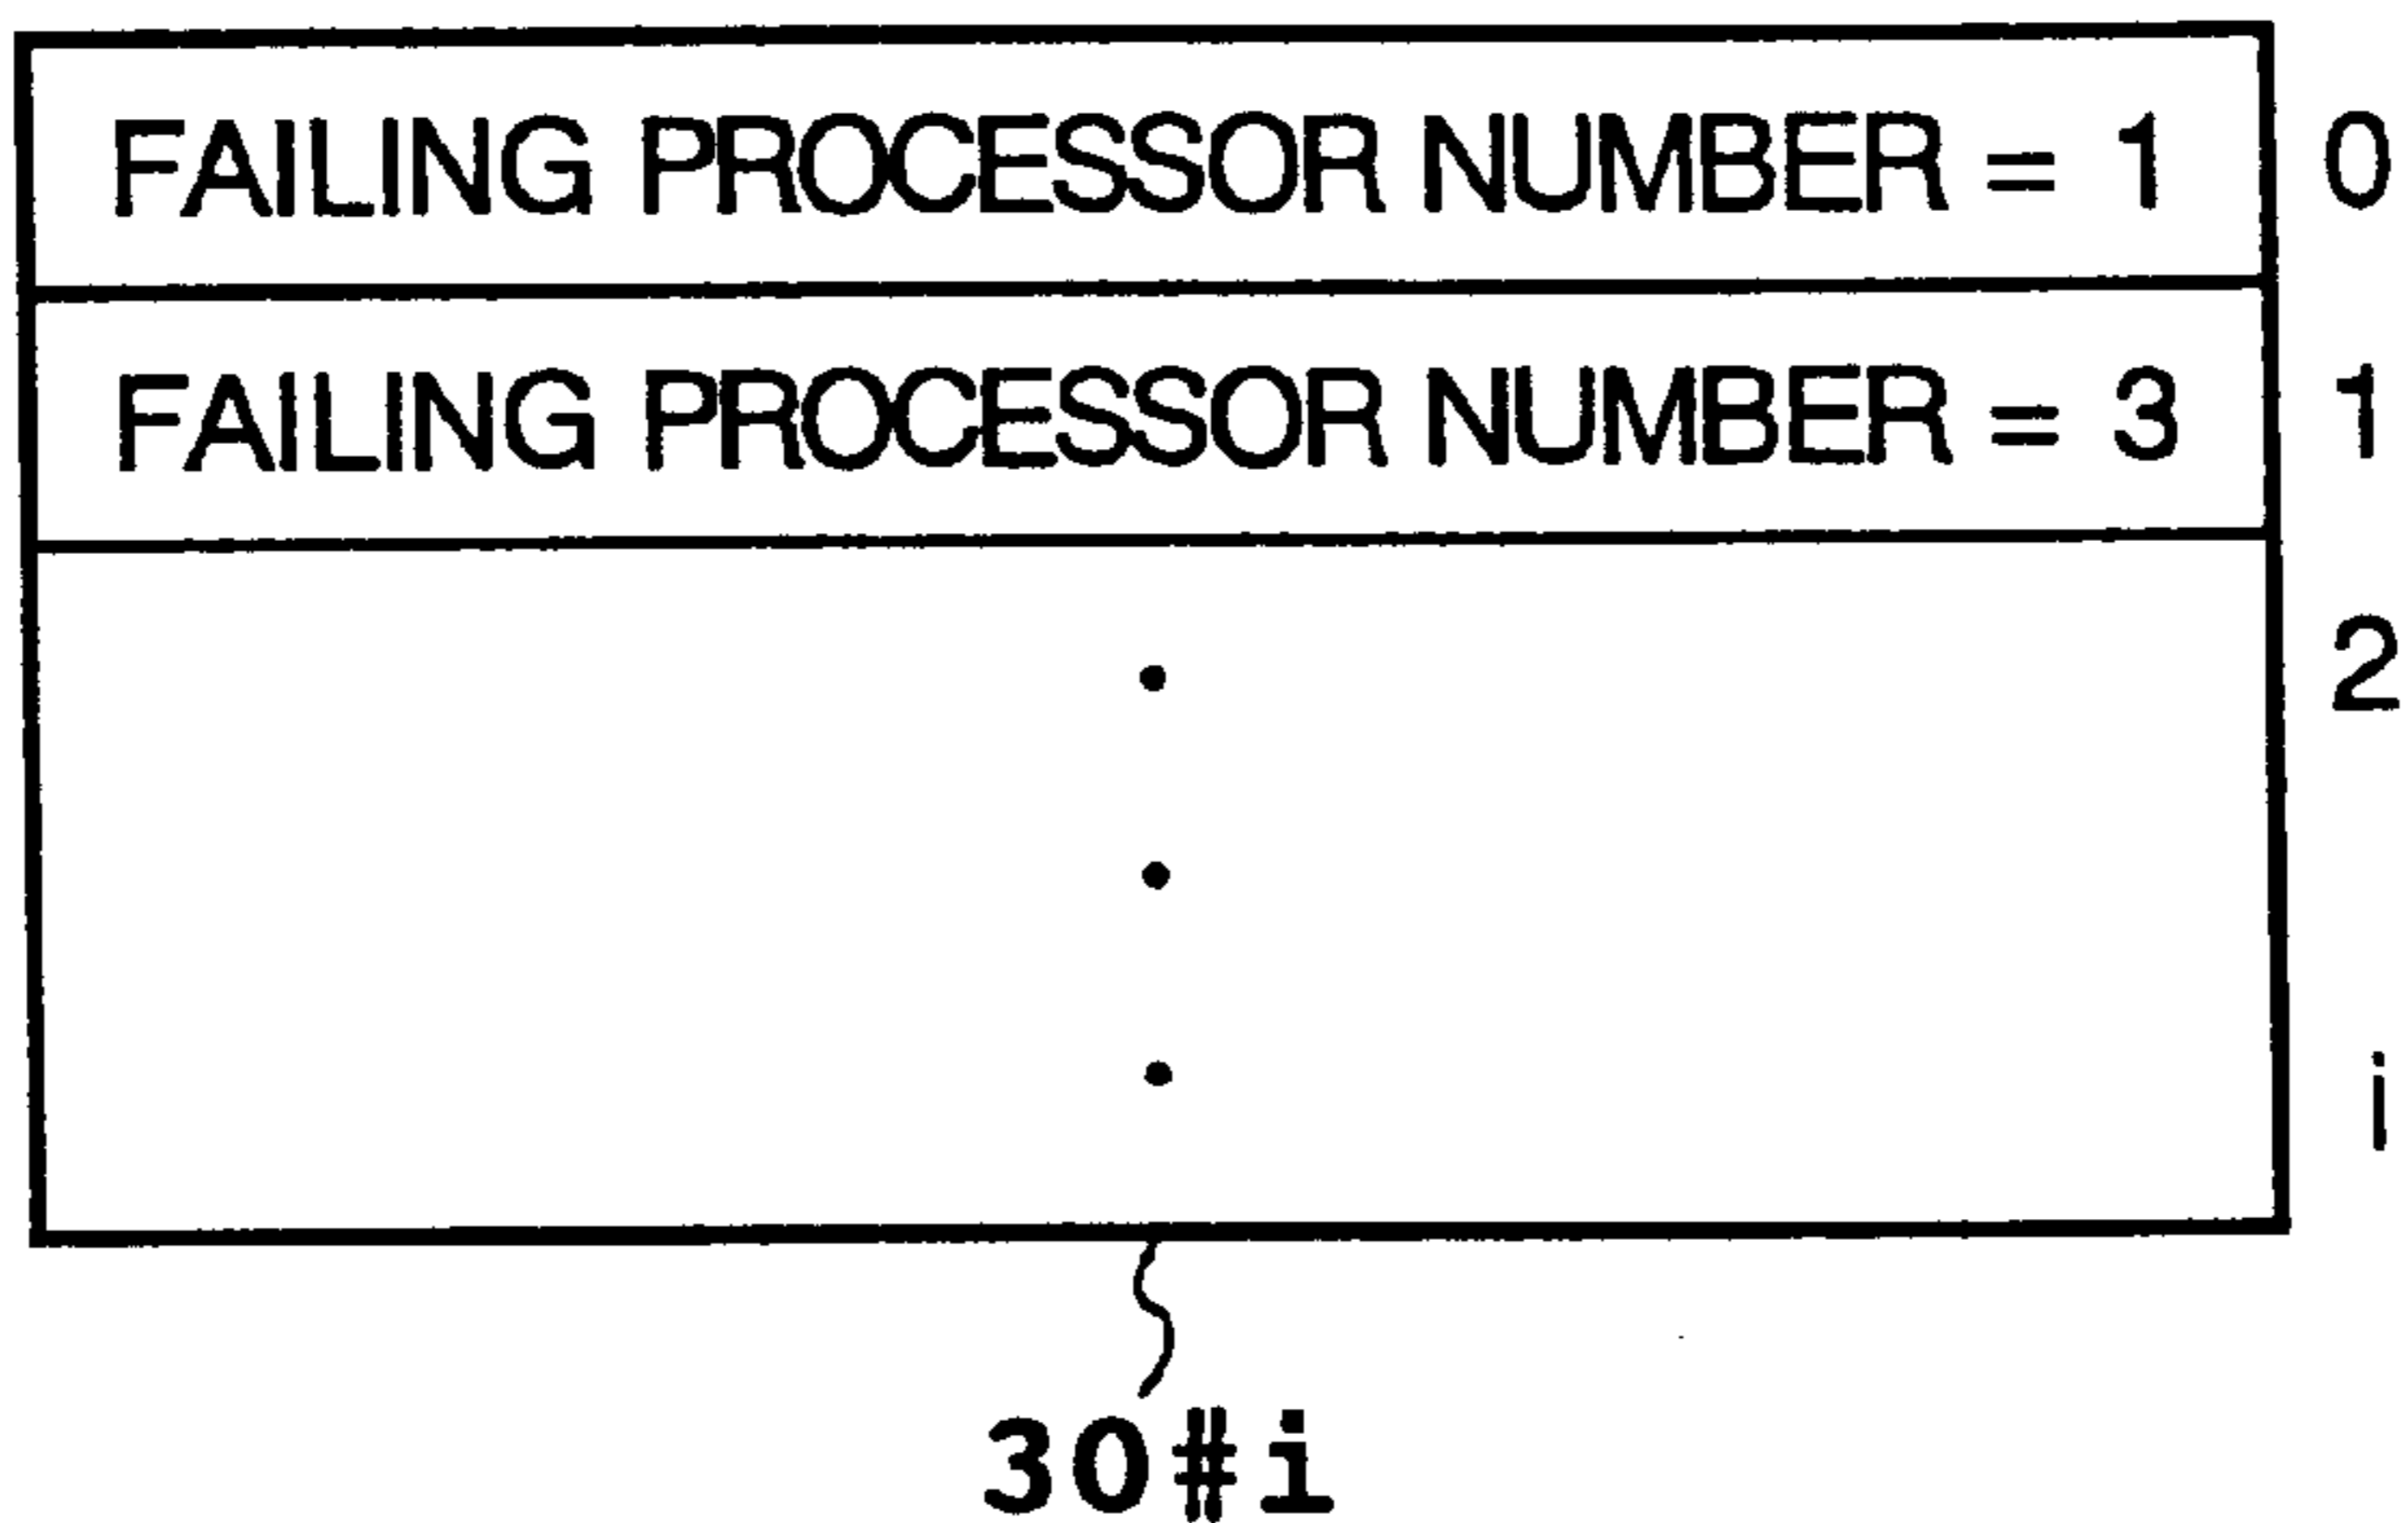 FAILING PROCESSOR NUMBER = 1 0
FAILING PROCESSOR NUMBER = 3 1
2
i
30#i